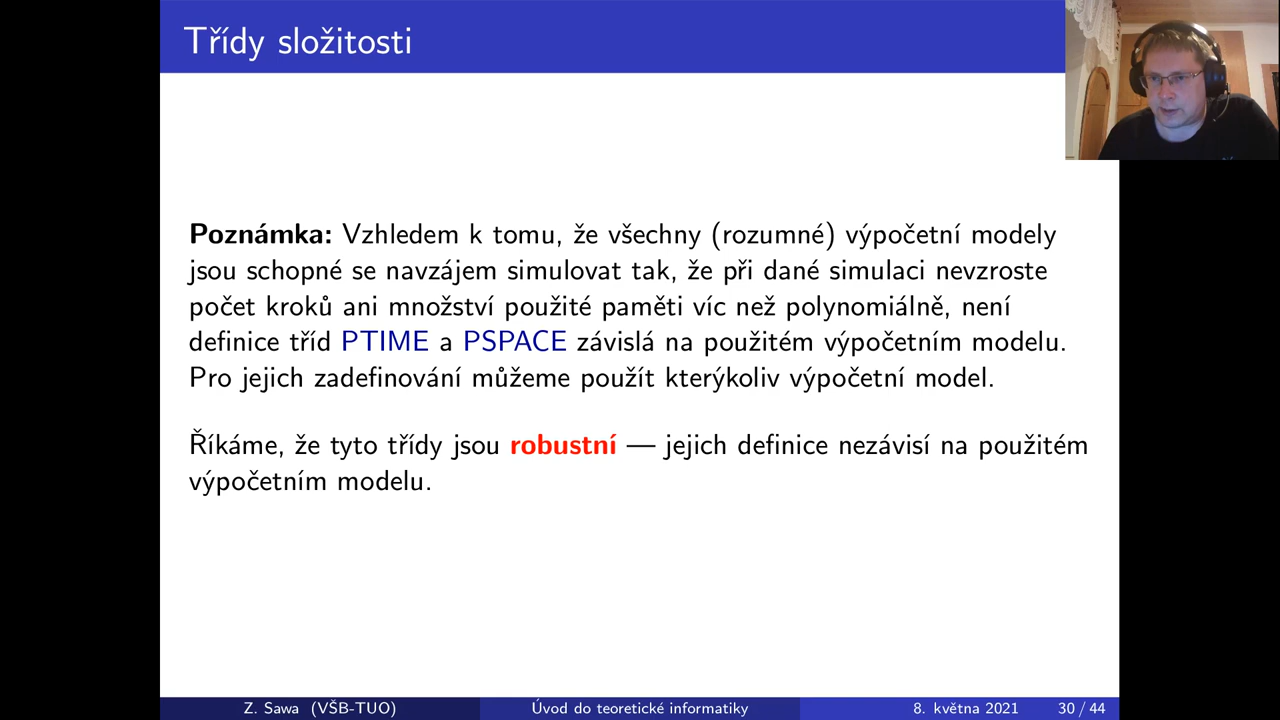 Třídy složitosti
Poznámka: Vzhledem k tomu, že všechny (rozumné) výpočetní modely
jsou schopné se navzájem simulovat tak, že při dané simulaci nevzroste
počet kroků ani množství použité paměti víc než polynomiálně, není
definice tříd PTIME a PSPACE závislá na použitém výpočetním modelu.
Pro jejich zadefinování můžeme použít kterýkoliv výpočetní model.
Říkáme, že tyto třídy jsou robustní — jejich definice nezávisí na použitém
výpočetním modelu.
Z. Sawa (VŠB-TUO) Úvod do teoretické informatiky 8. května 2021 30 / 44